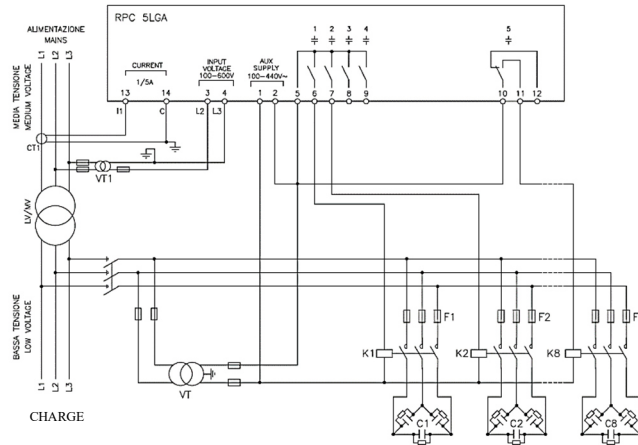 RPC 5LGA
ALIMENTAZIONE
MAINS
L1 L2 L3
MEDIA TENSIONE
MEDIUM VOLTAGE
CURRENT
1/5A
INPUT
VOLTAGE
100-600V
AUX
SUPPLY
100-440V~
1 2 3 4 5
13 14 3 4 1 2 5 6 7 8 9 10 11 12
I1 C L2 L3
CT1
VT1
LV/MV
BASSA TENSIONE
LOW VOLTAGE
F1 F2 F
K1 K2 K8
VT
L1 L2 L3
C1 C2 C8
CHARGE